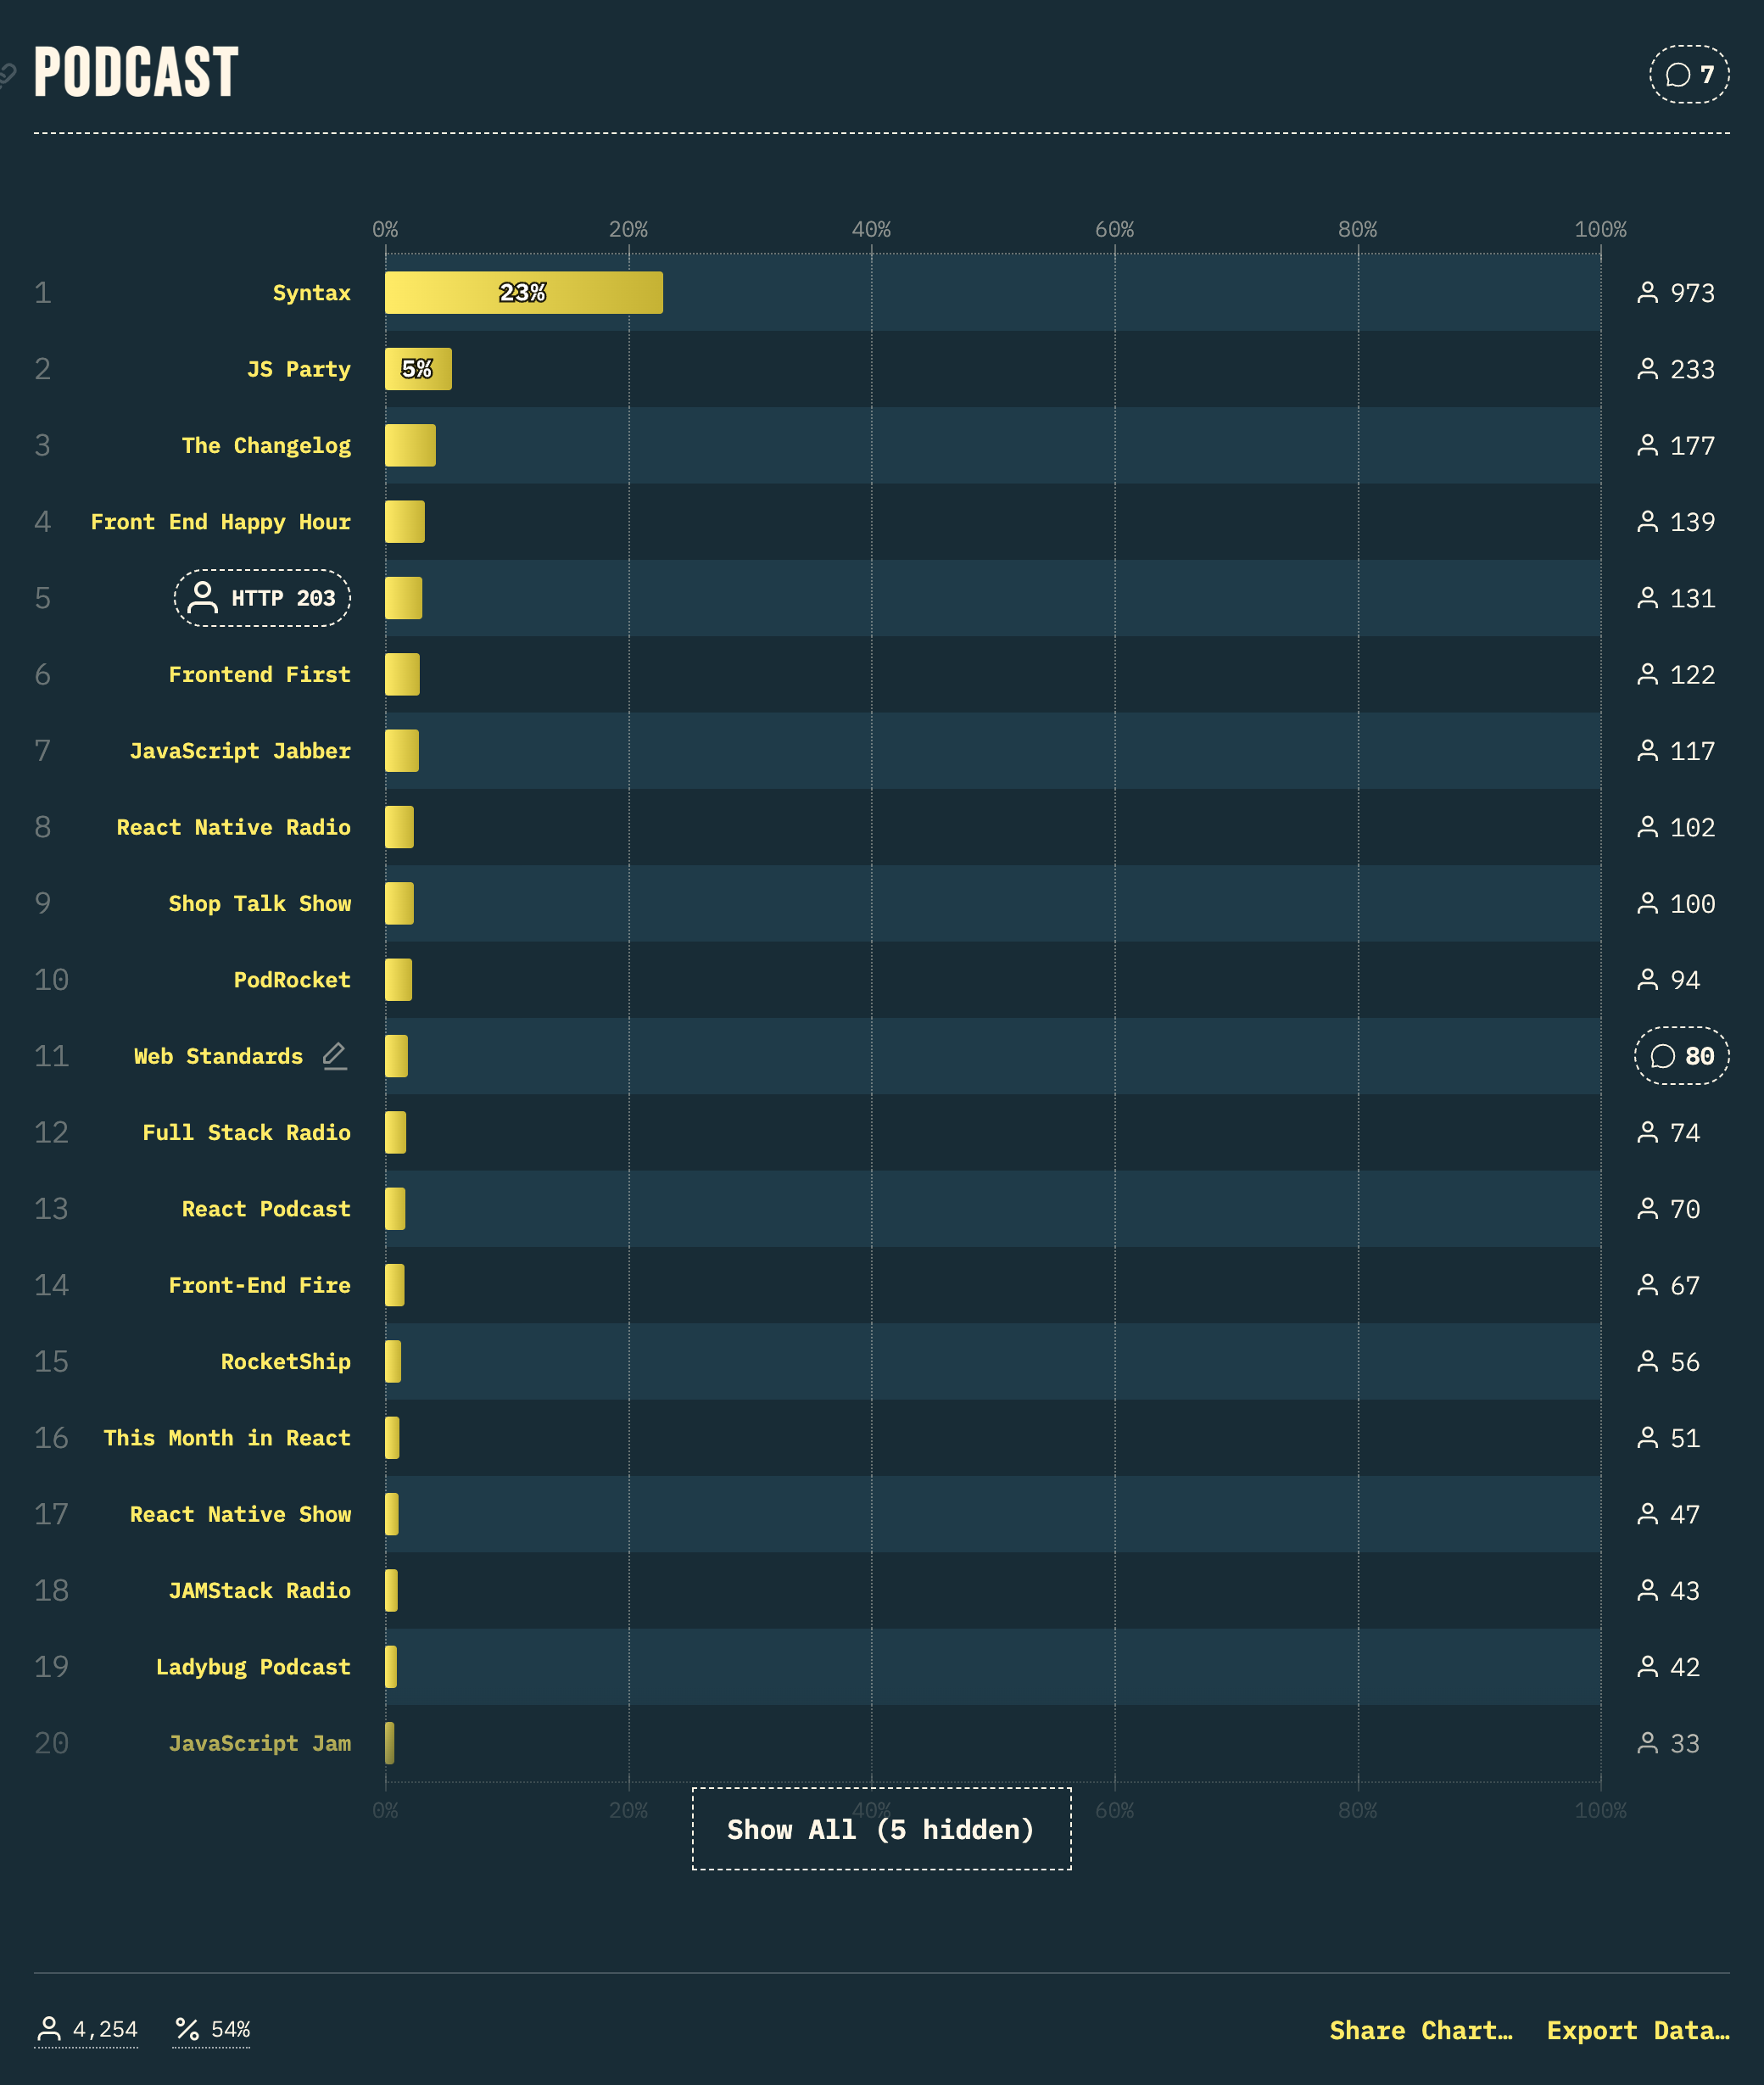 PODCAST
7
0% 20% 40% 60% 80% 100%
1 Syntax 23% 973
2 JS Party 5% 233
3 The Changelog 177
4 Front End Happy Hour 139
5 HTTP 203 131
6 Frontend First 122
7 JavaScript Jabber 117
8 React Native Radio 102
9 Shop Talk Show 100
10 PodRocket 94
11 Web Standards 80
12 Full Stack Radio 74
13 React Podcast 70
14 Front-End Fire 67
15 RocketShip 56
16 This Month in React 51
17 React Native Show 47
18 JAMStack Radio 43
19 Ladybug Podcast 42
20 JavaScript Jam 33
0% 20% 40% 60% 80% 100%
Show All (5 hidden)
4,254 54% Share Chart… Export Data…